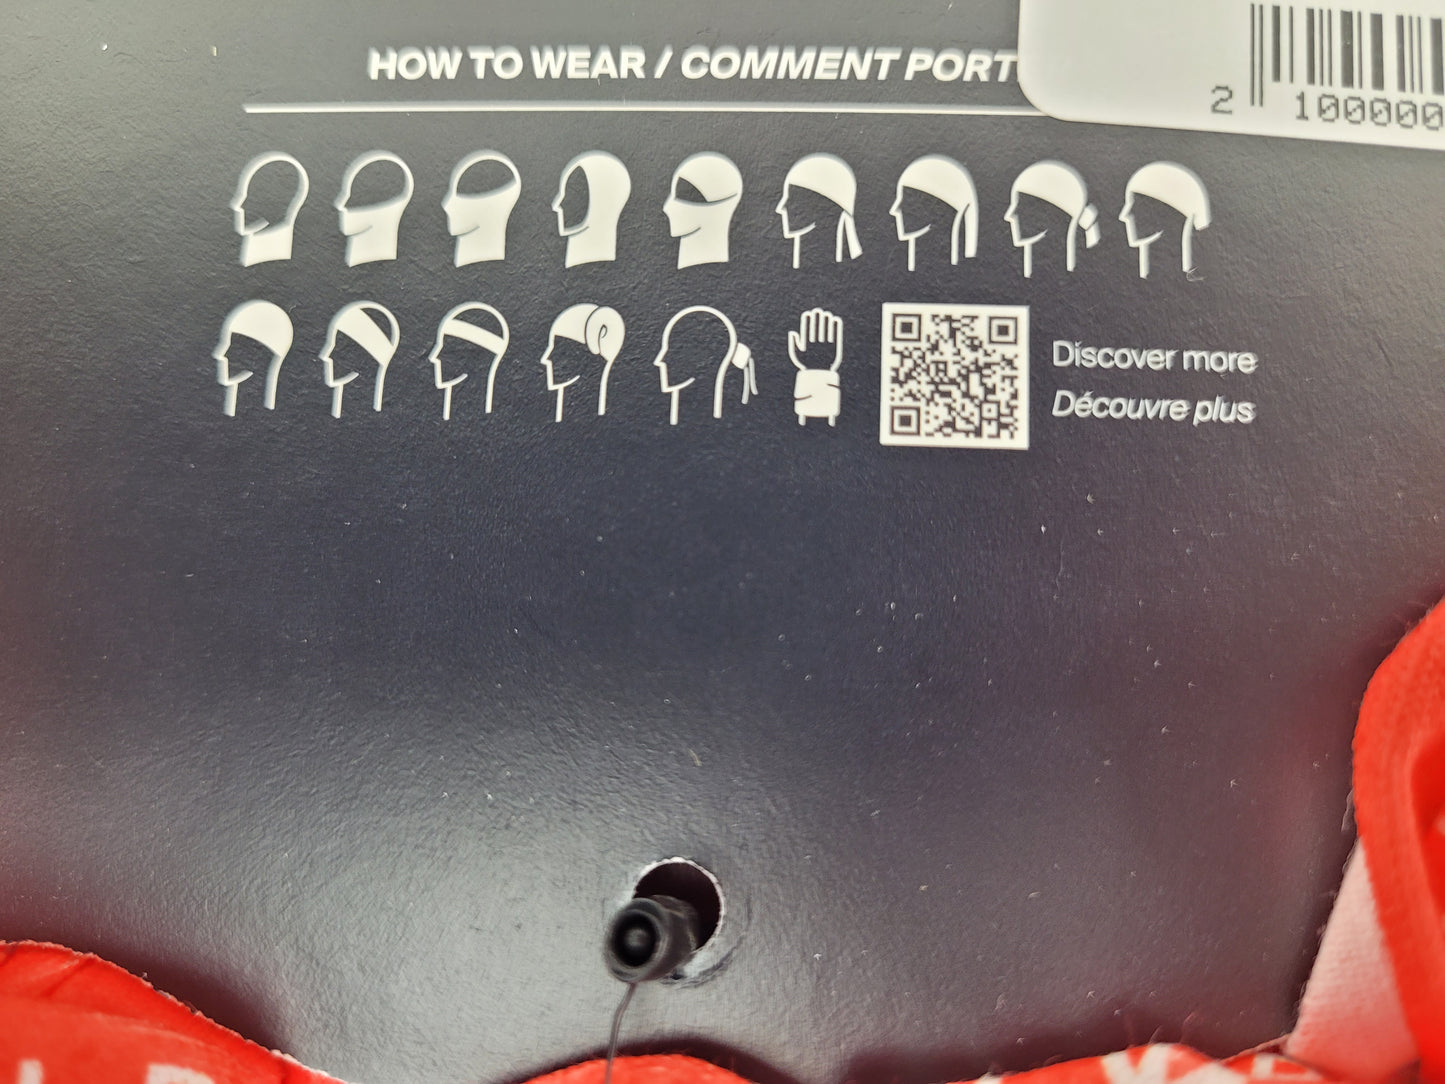 HOW TO WEAR / COMMENT PORT
2 100000
Discover more
Découvre plus